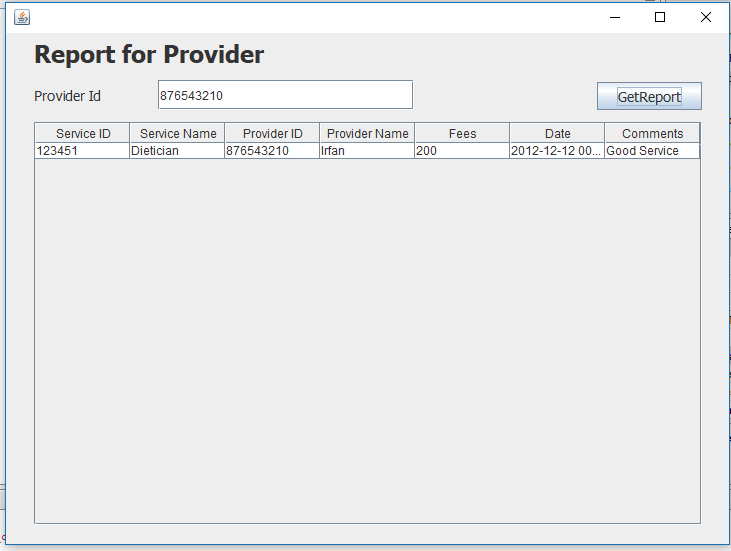 Report for Provider
Provider Id 876543210 GetReport
Service ID Service Name Provider ID Provider Name Fees Date Comments
123451 Dietician 876543210 Irfan 200 2012-12-12 00... Good Service